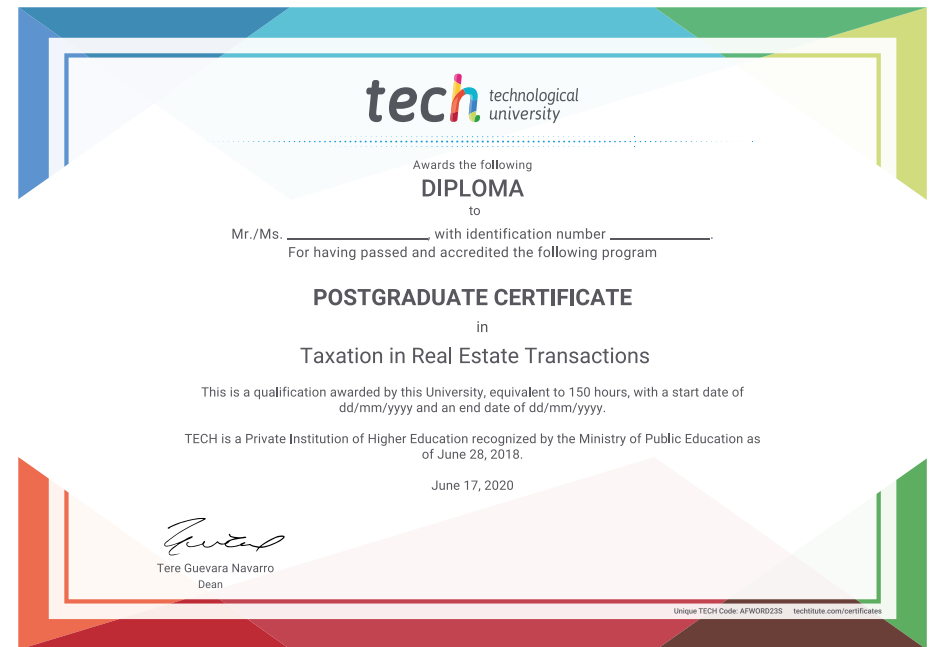 tech technological
university
Awards the following
DIPLOMA
to
Mr./Ms. ____________________, with identification number ______________.
For having passed and accredited the following program
POSTGRADUATE CERTIFICATE
in
Taxation in Real Estate Transactions
This is a qualification awarded by this University, equivalent to 150 hours, with a start date of
dd/mm/yyyy and an end date of dd/mm/yyyy.
TECH is a Private Institution of Higher Education recognized by the Ministry of Public Education as
of June 28, 2018.
June 17, 2020
Tere Guevara Navarro
Dean
Unique TECH Code: AFWORD23S techtitute.com/certificates